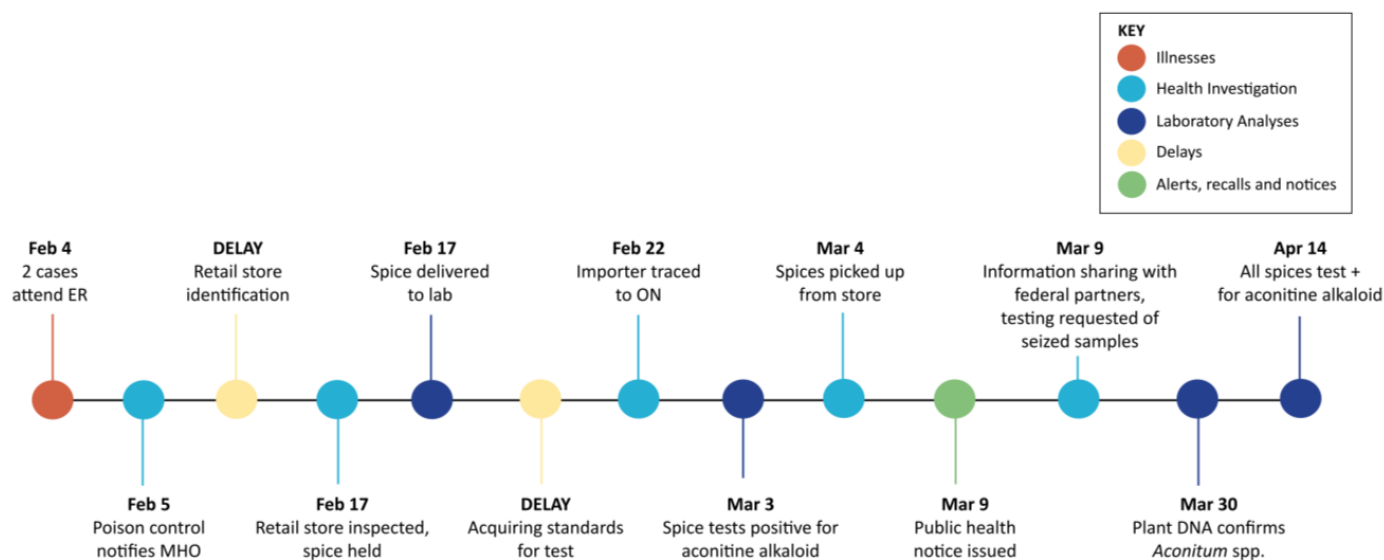 KEY
Illnesses
Health Investigation
Laboratory Analyses
Delays
Alerts, recalls and notices
Feb 4
2 cases
attend ER
DELAY
Retail store
identification
Feb 17
Spice delivered
to lab
Feb 22
Importer traced
to ON
Mar 4
Spices picked up
from store
Mar 9
Information sharing with
federal partners,
testing requested of
seized samples
Apr 14
All spices test +
for aconitine alkaloid
Feb 5
Poison control
notifies MHO
Feb 17
Retail store inspected,
spice held
DELAY
Acquiring standards
for test
Mar 3
Spice tests positive for
aconitine alkaloid
Mar 9
Public health
notice issued
Mar 30
Plant DNA confirms
Aconitum spp.